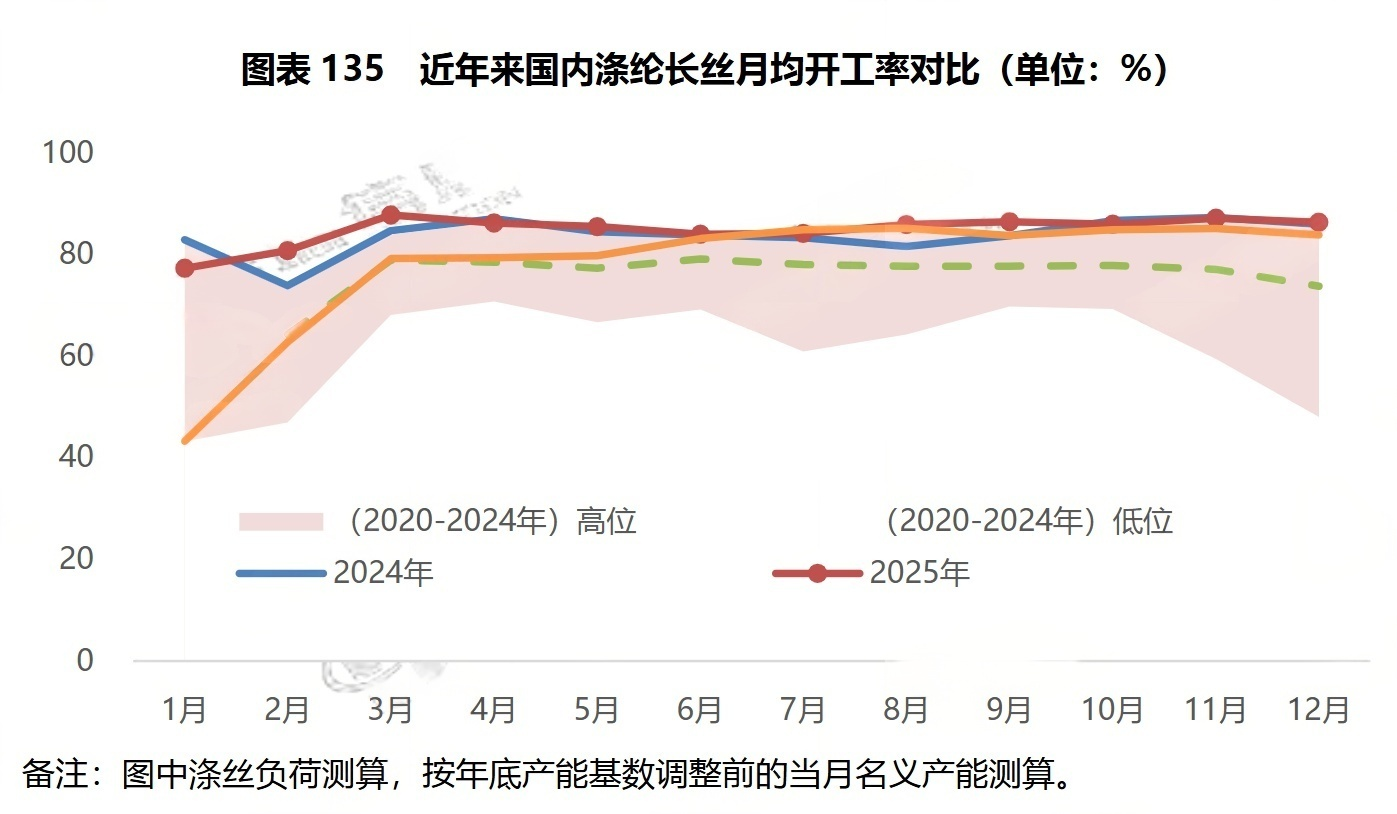 图表 135 近年来国内涤纶长丝月均开工率对比（单位：%）
100
80
60
40
20
0
（2020-2024年）高位 （2020-2024年）低位
2024年 2025年
1月 2月 3月 4月 5月 6月 7月 8月 9月 10月 11月 12月
备注：图中涤丝负荷测算，按年底产能基数调整前的当月名义产能测算。